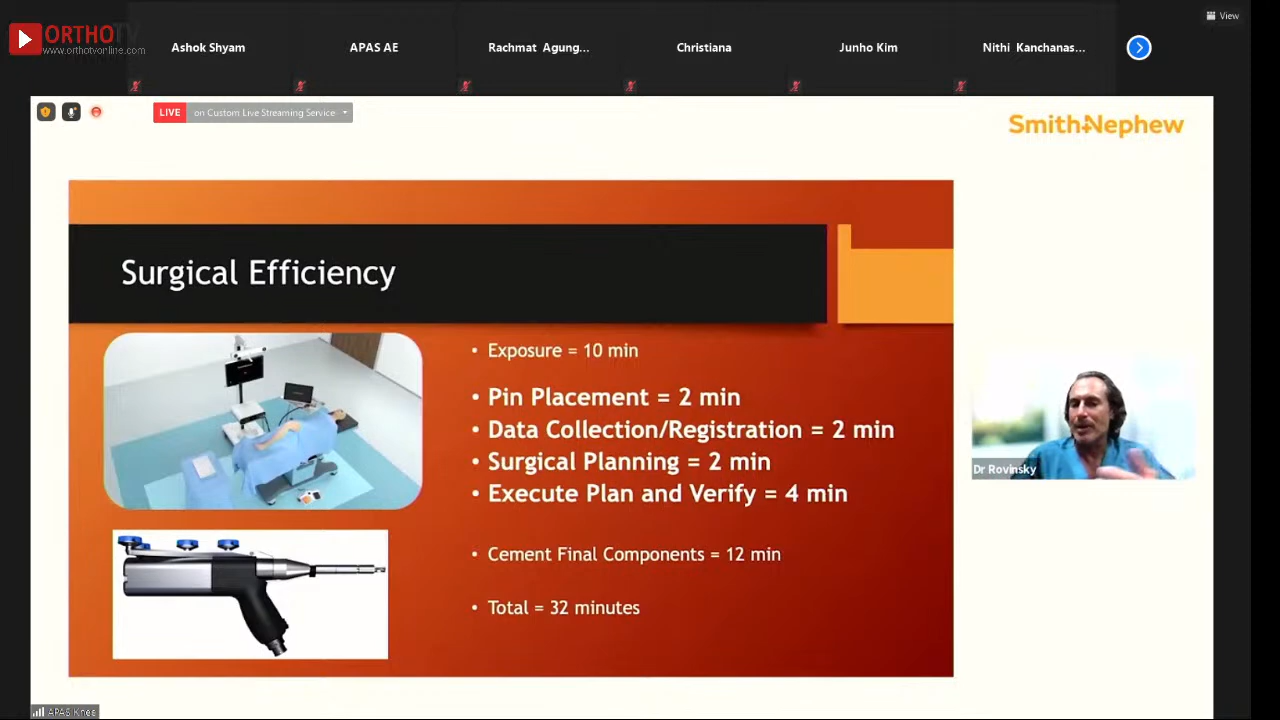 ORTHOTV
www.orthotvonline.com
Ashok Shyam
APAS AE
Rachmat Agung...
Christiana
Junho Kim
Nithi Kanchanas...
View
LIVE
on Custom Live Streaming Service
Smith+Nephew
Surgical Efficiency
• Exposure = 10 min
• Pin Placement = 2 min
• Data Collection/Registration = 2 min
• Surgical Planning = 2 min
• Execute Plan and Verify = 4 min
• Cement Final Components = 12 min
• Total = 32 minutes
Dr Rovinsky
APAS Knee